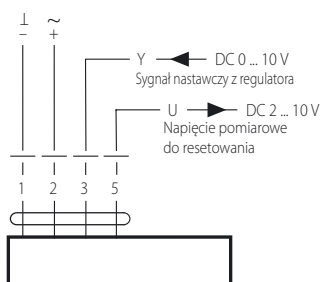 ⊥ ~
− +
Y DC 0 ... 10 V
Sygnał nastawczy z regulatora
U DC 2 ... 10 V
Napięcie pomiarowe
do resetowania
1 2 3 5